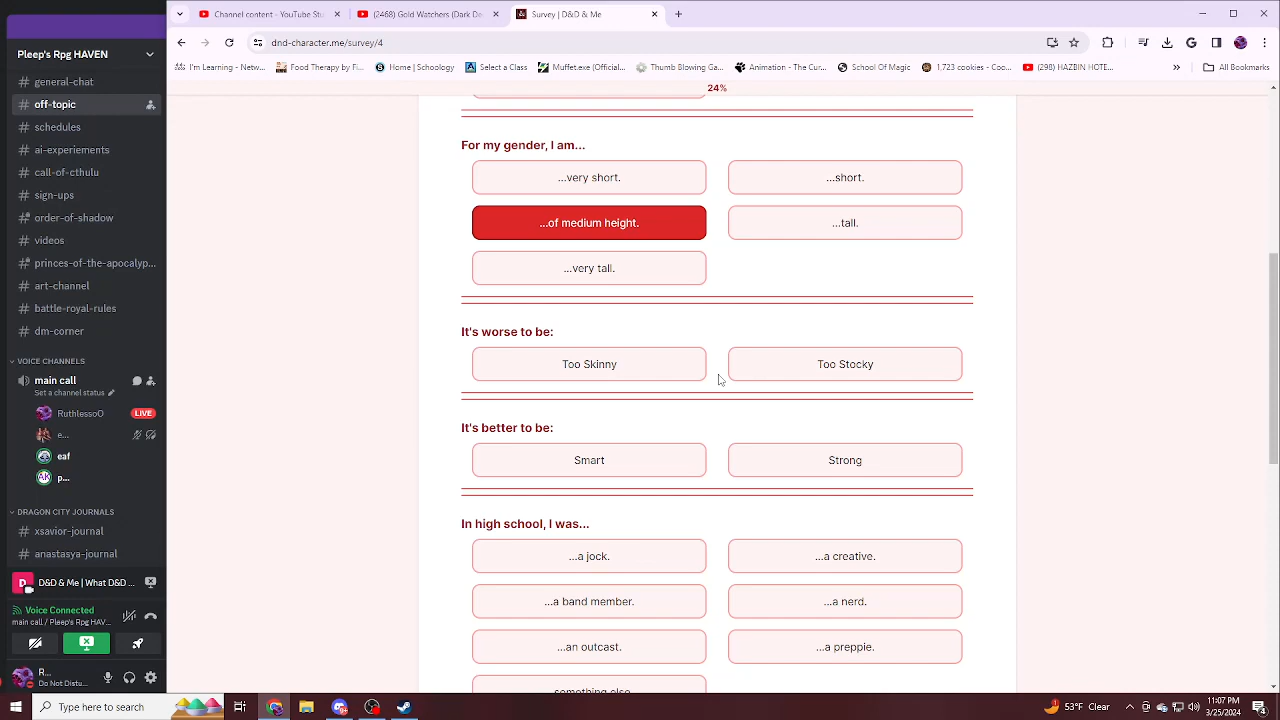 Channel content - YouTube Stu
(2468) Gold Watchers (Dark De
Survey | D&D & Me
dnd-character.me/survey/4
I'm Learning - Netw...
Food Therapy by Fi...
Home | Schoology
Select a Class
Muffet.exe (Official...
Thumb Blowing Ga...
Animation - The Cur...
School Of Magic
1,723 cookies - Coo...
(298) HAZBIN HOTE...
»
All Bookmarks
24%
Pleep's Rpg HAVEN
# general-chat
# off-topic
# schedules
# ai-experiements
# call-of-cthulu
# sign-ups
# order-of-shadow
# videos
# princes-of-the-apocalyp...
# art-channel
# battle-royal-rules
# dm-corner
VOICE CHANNELS
main call
Set a channel status
RuthlessoO
LIVE
e...
eaf
p...
DRAGON CITY JOURNALS
# xsavior-journal
# anastasya-journal
D&D & Me | What D&D ...
Voice Connected
main call / Pleep's Rpg HAV...
R...
Do Not Distu...
For my gender, I am...
...very short.
...short.
...of medium height.
...tall.
...very tall.
It's worse to be:
Too Skinny
Too Stocky
It's better to be:
Smart
Strong
In high school, I was...
...a jock.
...a creative.
...a band member.
...a nerd.
...an outcast.
...a preppie.
...something else.
Type here to search
53°F Clear
11:07 PM
3/25/2024